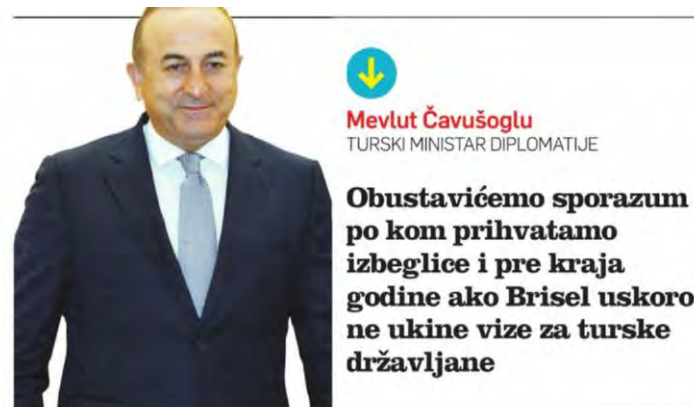 Mevlut Čavušoglu
TURSKI MINISTAR DIPLOMATIJE
Obustavićemo sporazum
po kom prihvatamo
izbeglice i pre kraja
godine ako Brisel uskoro
ne ukine vize za turske
državljane